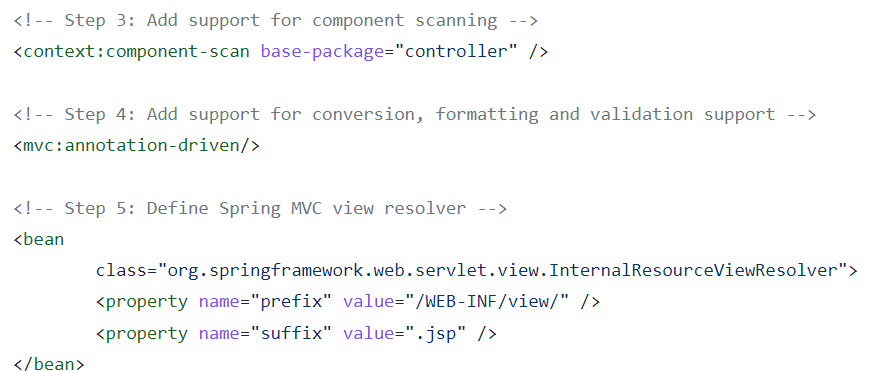 <!-- Step 3: Add support for component scanning -->
<context:component-scan base-package="controller" />
<!-- Step 4: Add support for conversion, formatting and validation support -->
<mvc:annotation-driven/>
<!-- Step 5: Define Spring MVC view resolver -->
<bean
class="org.springframework.web.servlet.view.InternalResourceViewResolver">
<property name="prefix" value="/WEB-INF/view/" />
<property name="suffix" value=".jsp" />
</bean>